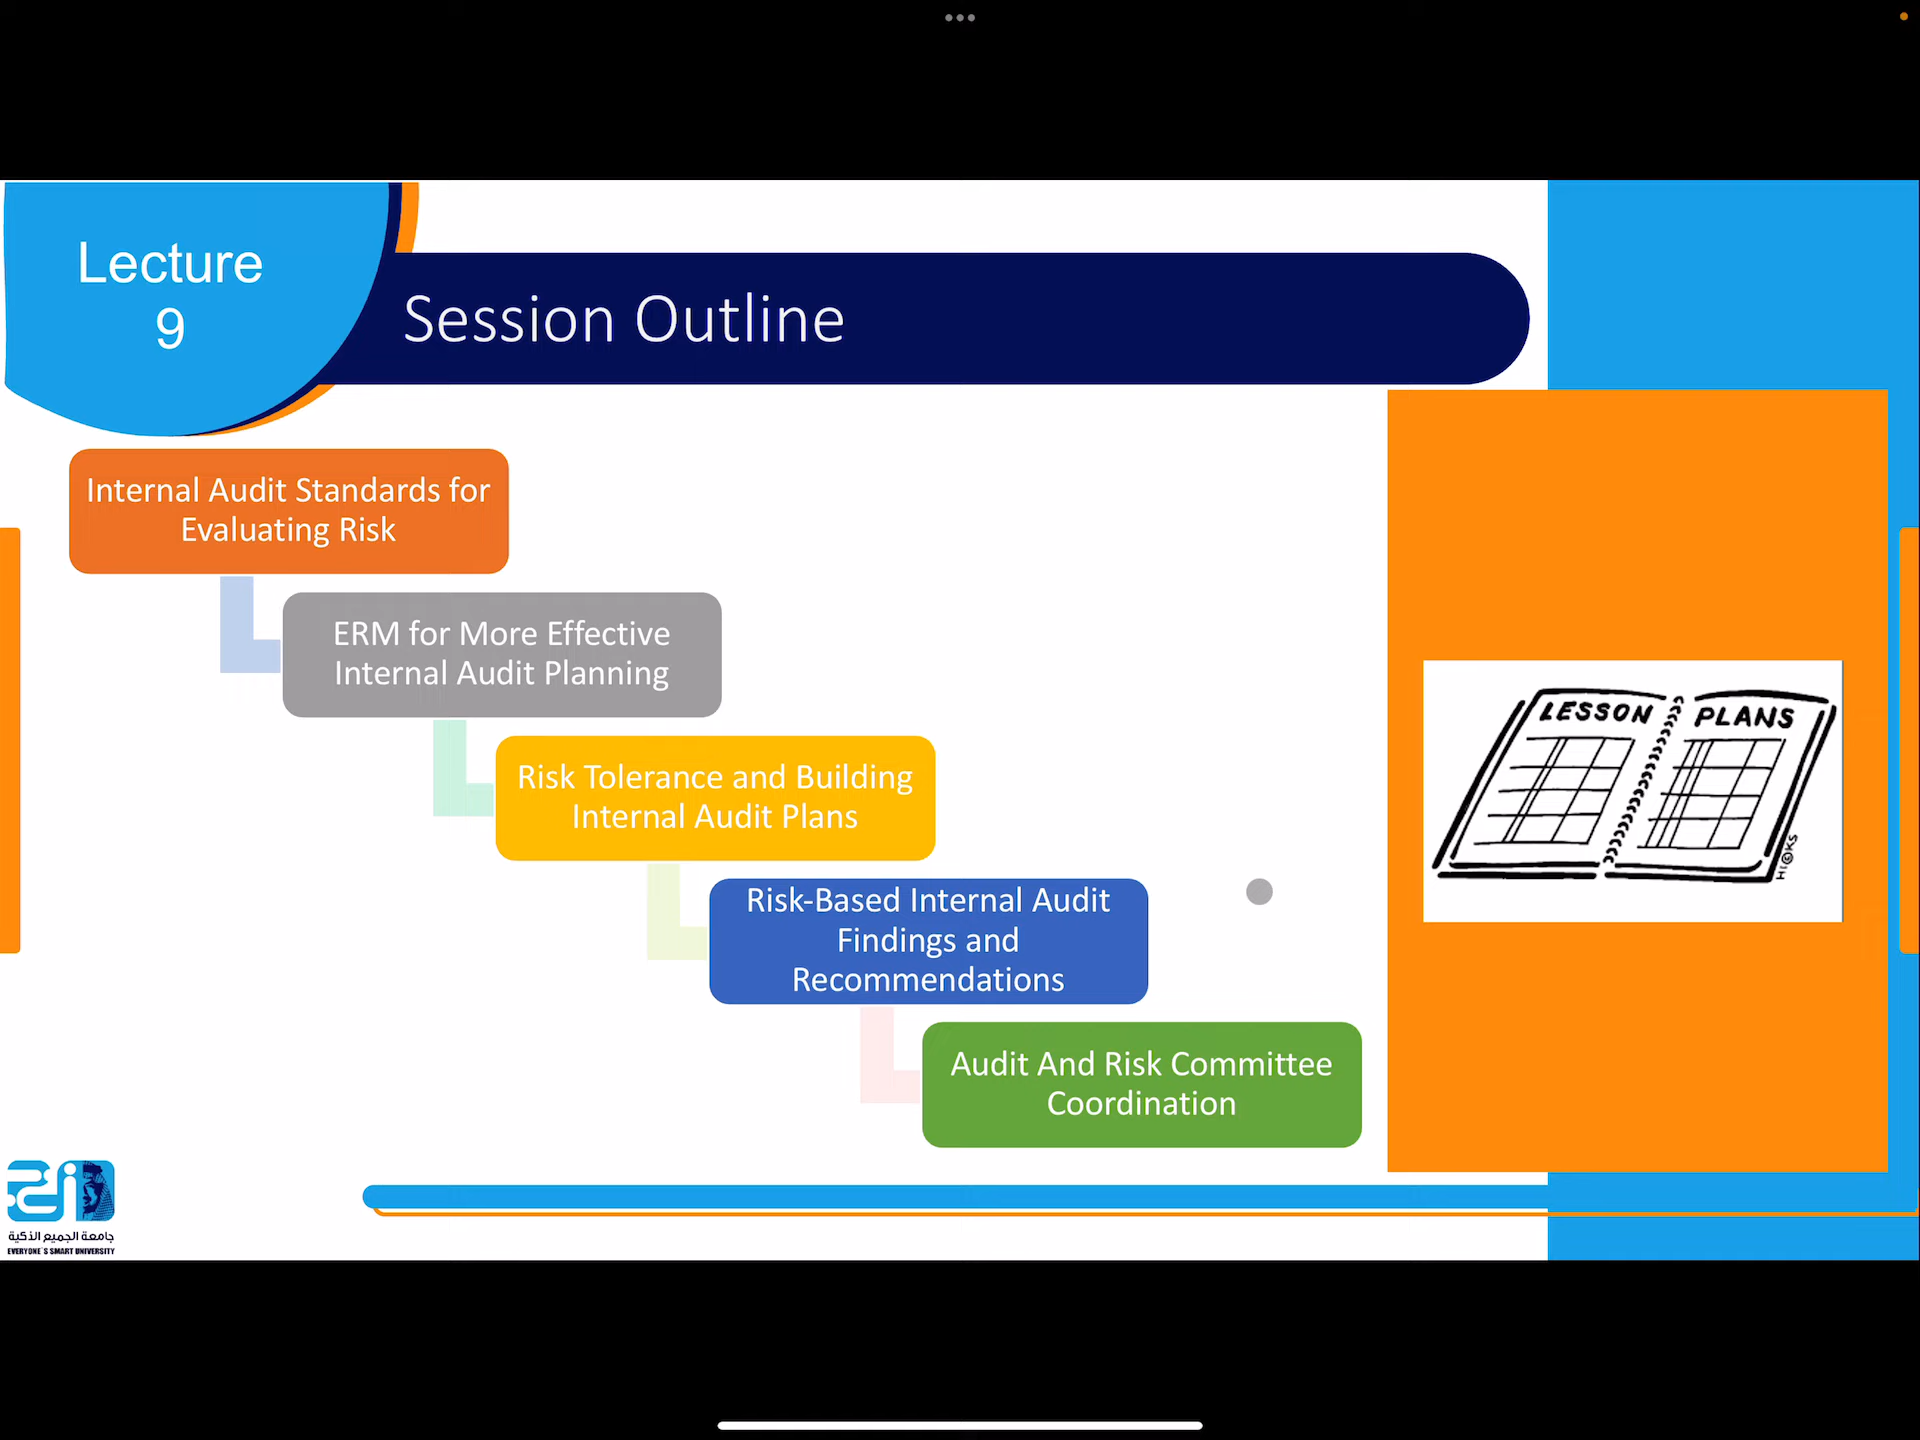 Lecture
9
Session Outline
Internal Audit Standards for
Evaluating Risk
ERM for More Effective
Internal Audit Planning
Risk Tolerance and Building
Internal Audit Plans
Risk-Based Internal Audit
Findings and
Recommendations
Audit And Risk Committee
Coordination
LESSON PLANS
جامعة الجميع الذكية
EVERYONE'S SMART UNIVERSITY